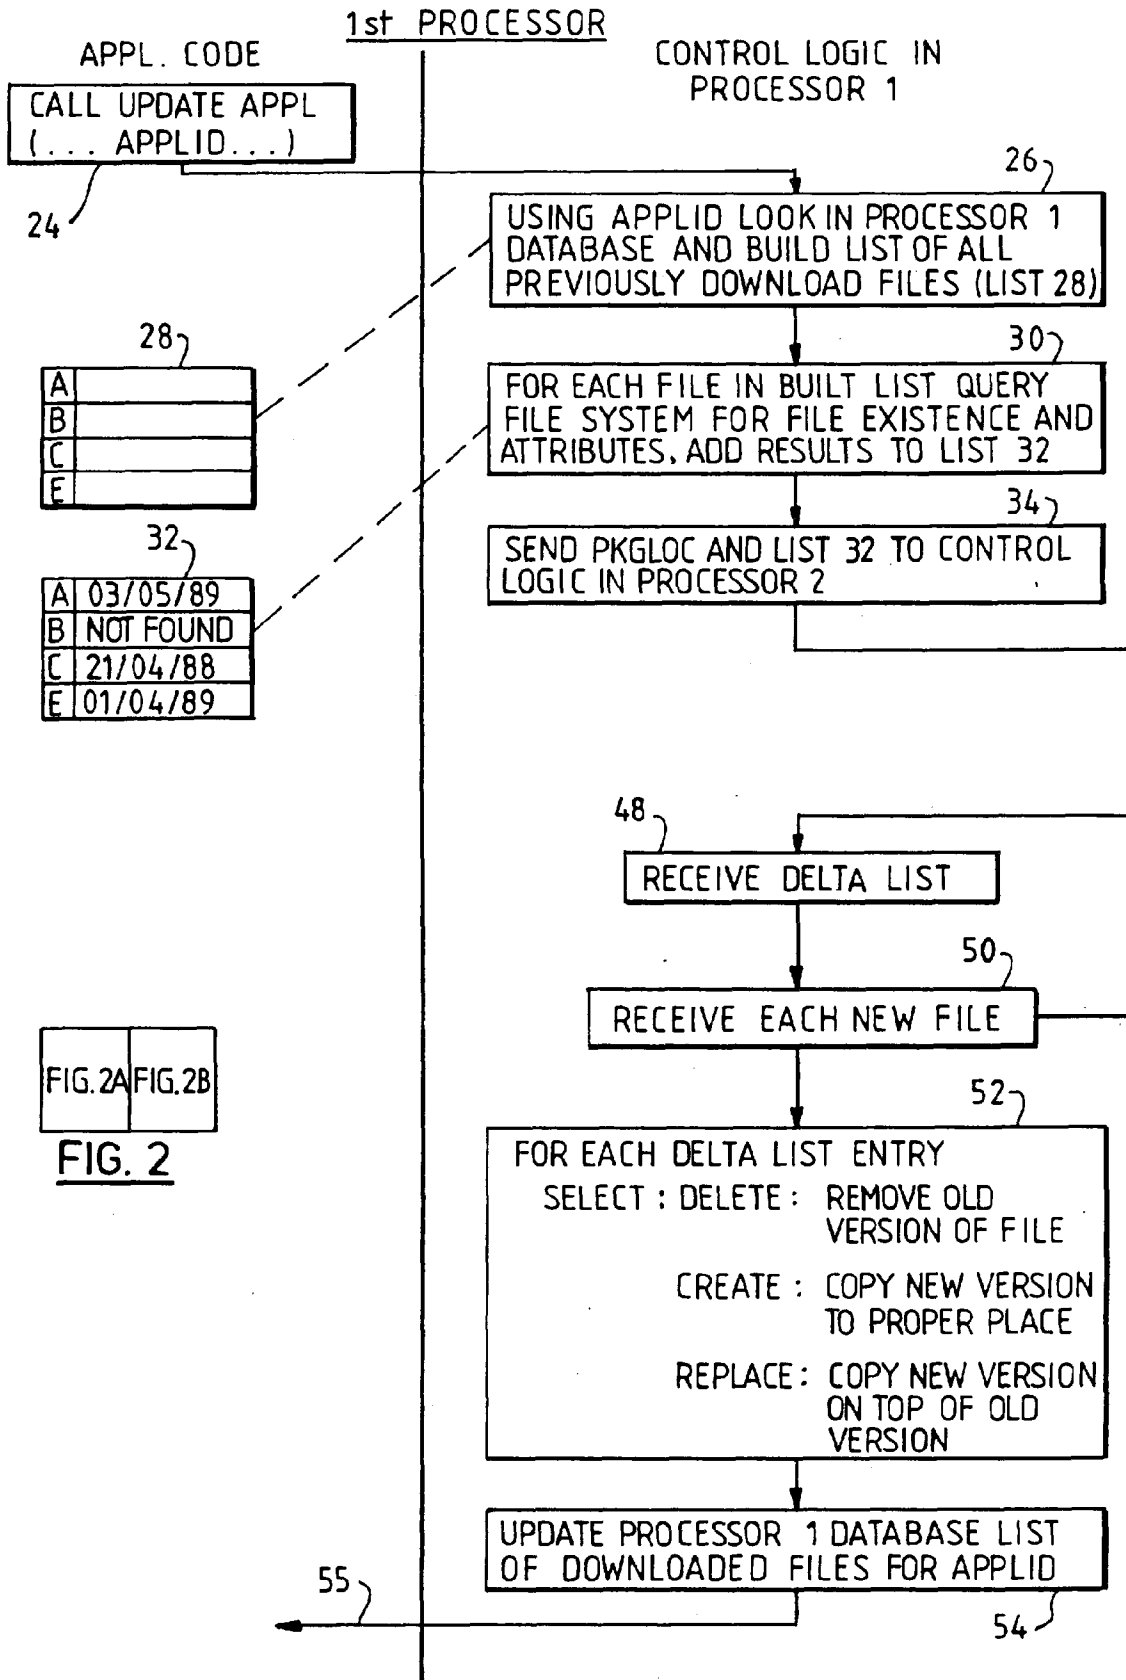 1st PROCESSOR
APPL. CODE
CONTROL LOGIC IN
PROCESSOR 1
CALL UPDATE APPL
(... APPLID...)
24
26
USING APPLID LOOK IN PROCESSOR 1
DATABASE AND BUILD LIST OF ALL
PREVIOUSLY DOWNLOAD FILES (LIST 28)
28
A
B
C
E
30
FOR EACH FILE IN BUILT LIST QUERY
FILE SYSTEM FOR FILE EXISTENCE AND
ATTRIBUTES. ADD RESULTS TO LIST 32
32
A 03/05/89
B NOT FOUND
C 21/04/88
E 01/04/89
34
SEND PKGLOC AND LIST 32 TO CONTROL
LOGIC IN PROCESSOR 2
48
RECEIVE DELTA LIST
50
RECEIVE EACH NEW FILE
FIG.2A FIG.2B
FIG. 2
52
FOR EACH DELTA LIST ENTRY
SELECT : DELETE : REMOVE OLD
VERSION OF FILE
CREATE : COPY NEW VERSION
TO PROPER PLACE
REPLACE : COPY NEW VERSION
ON TOP OF OLD
VERSION
UPDATE PROCESSOR 1 DATABASE LIST
OF DOWNLOADED FILES FOR APPLID
55
54